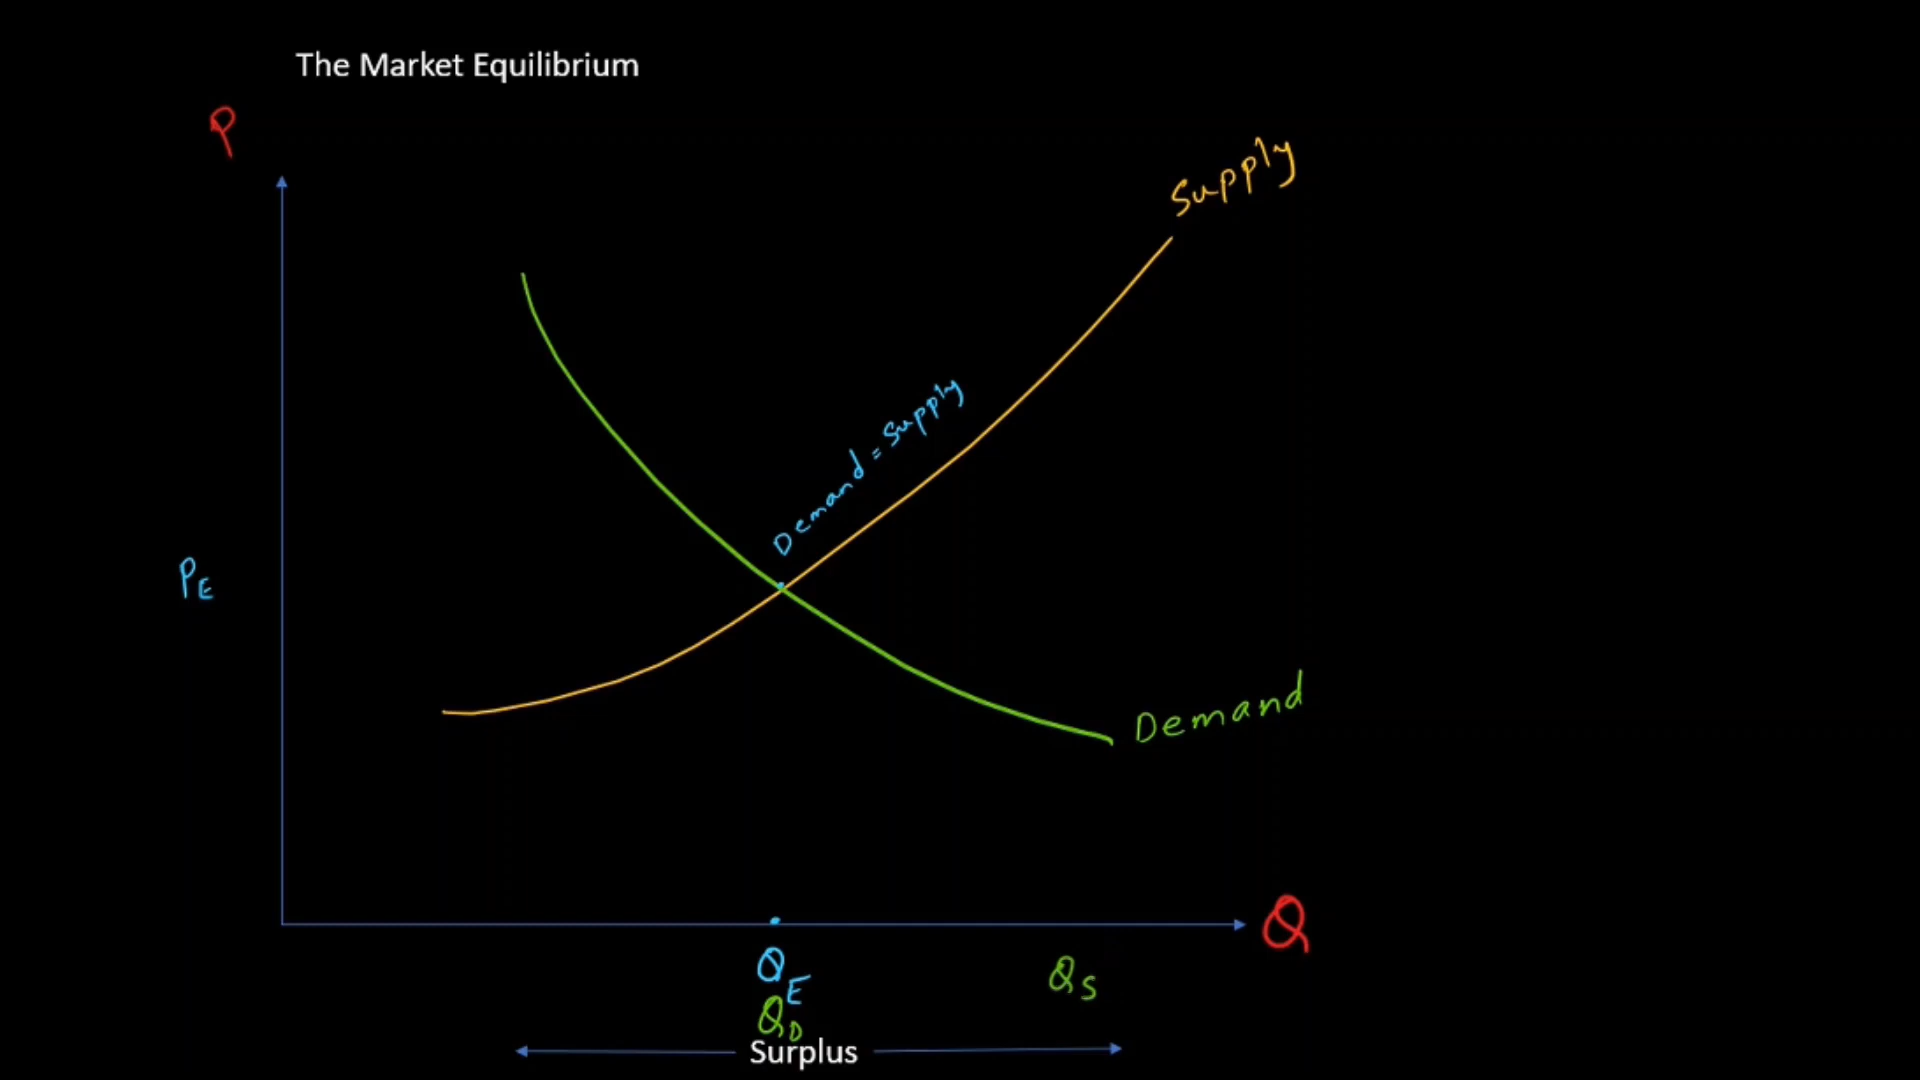 The Market Equilibrium
P
Supply
Demand = Supply
PE
Demand
Q
QE
QS
QD
Surplus